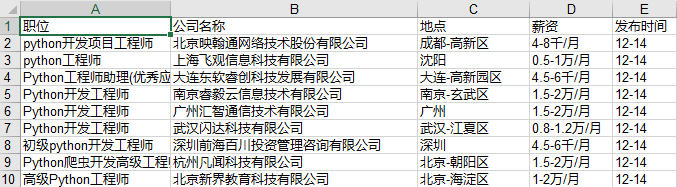 A B C D E
1 职位 公司名称 地点 薪资 发布时间
2 python开发项目工程师 北京映翰通网络技术股份有限公司 成都-高新区 4-8千/月 12-14
3 python工程师 上海飞观信息科技有限公司 沈阳 0.5-1万/月 12-14
4 Python工程师助理(优秀应 大连东软睿创科技发展有限公司 大连-高新园区 4.5-6千/月 12-14
5 Python开发工程师 南京睿毅云信息技术有限公司 南京-玄武区 1.5-2万/月 12-14
6 Python开发工程师 广州汇智通信技术有限公司 广州 1.5-2万/月 12-14
7 Python开发工程师 武汉闪达科技有限公司 武汉-江夏区 0.8-1.2万/月 12-14
8 初级python开发工程师 深圳前海百川投资管理咨询有限公司 深圳 4.5-6千/月 12-14
9 Python爬虫开发高级工程 杭州凡闻科技有限公司 北京-朝阳区 1.5-2万/月 12-14
10 高级Python工程师 北京新界教育科技有限公司 北京-海淀区 1-2万/月 12-14